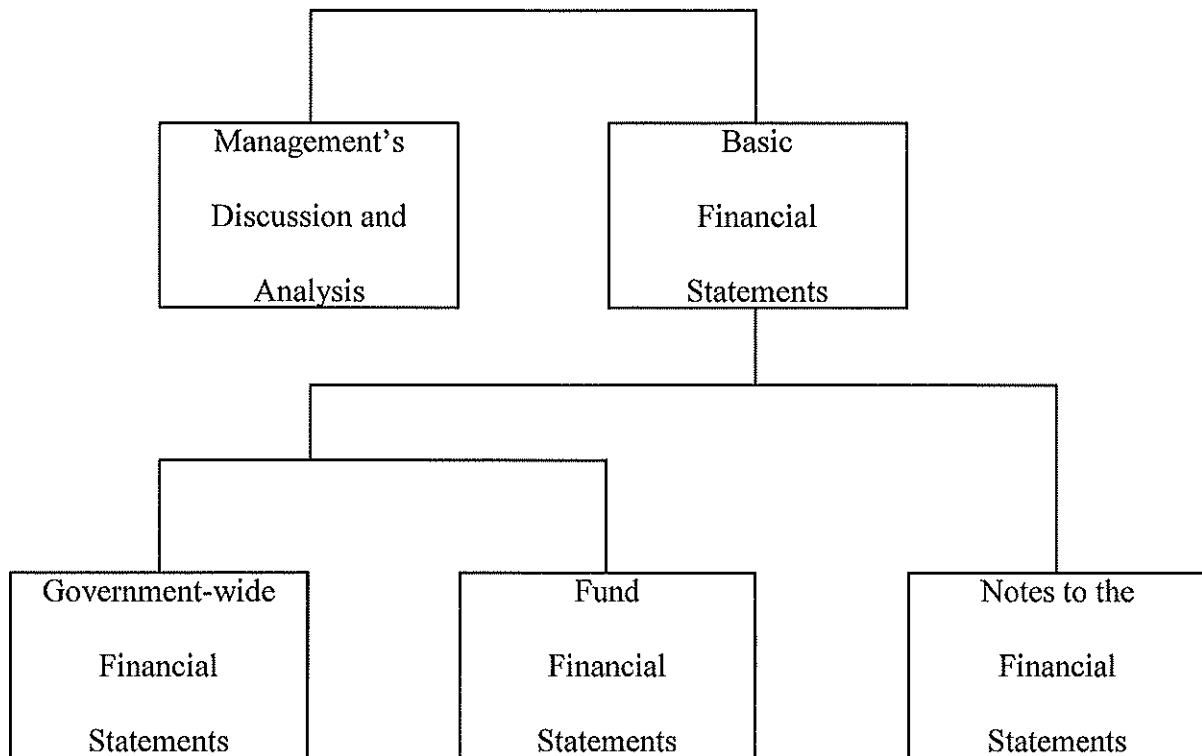 Management’s
Discussion and
Analysis
Basic
Financial
Statements
Government-wide
Financial
Statements
Fund
Financial
Statements
Notes to the
Financial
Statements